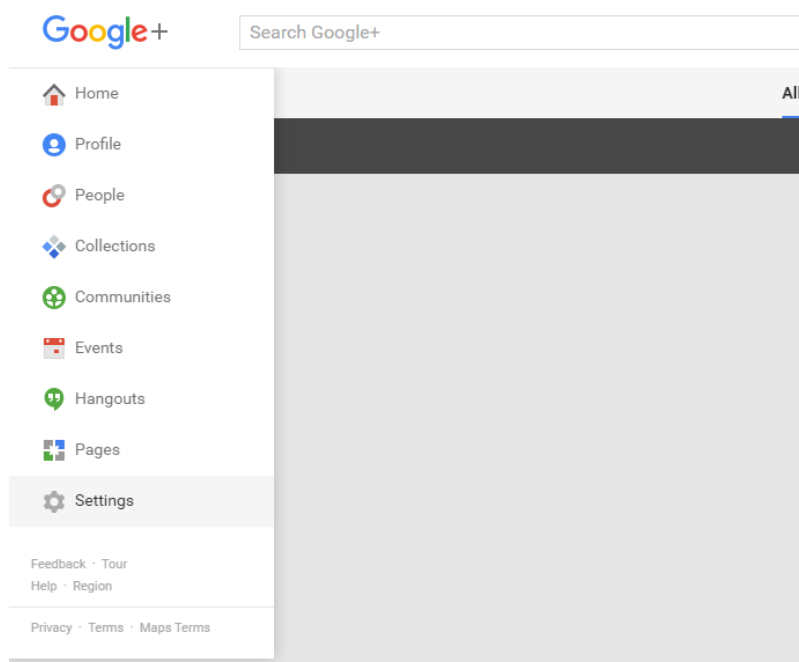 Google+
Search Google+
Home
All
Profile
People
Collections
Communities
Events
Hangouts
Pages
Settings
Feedback · Tour
Help · Region
Privacy · Terms · Maps Terms